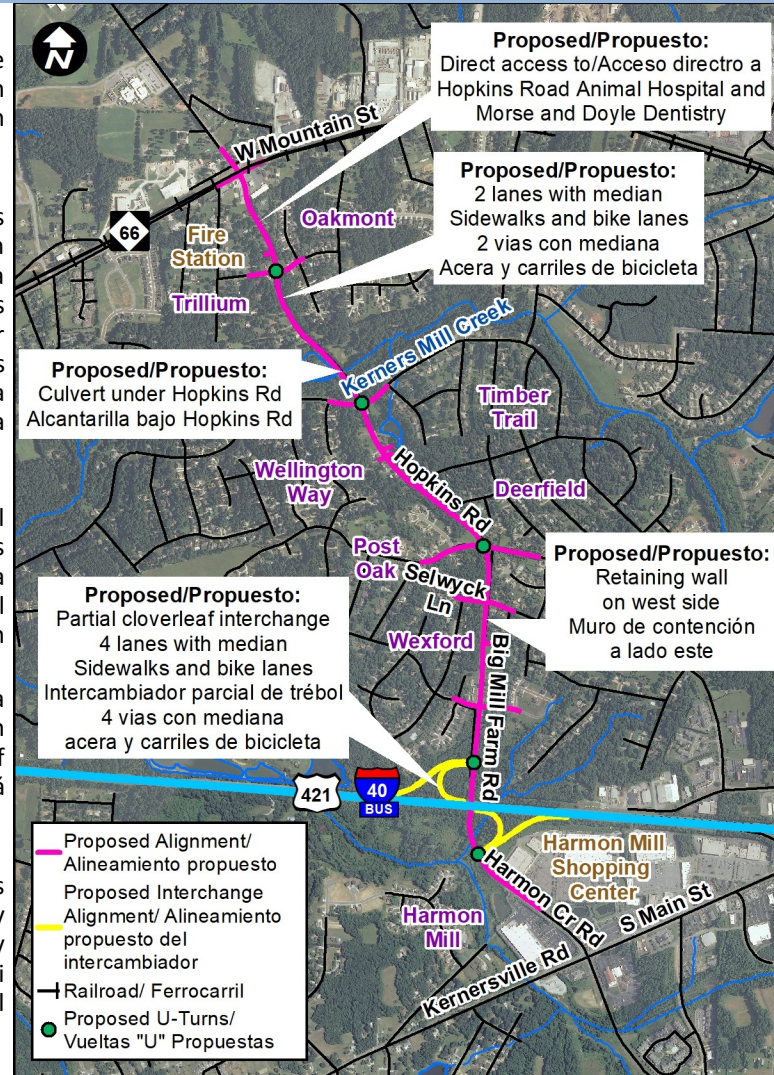 N
Proposed/Propuesto:
Direct access to/Acceso directro a
Hopkins Road Animal Hospital and
Morse and Doyle Dentistry
W Mountain St
Proposed/Propuesto:
2 lanes with median
Sidewalks and bike lanes
2 vias con mediana
Acera y carriles de bicicleta
66
Fire
Station
Oakmont
Trillium
Kerners Mill Creek
Proposed/Propuesto:
Culvert under Hopkins Rd
Alcantarilla bajo Hopkins Rd
Timber
Trail
Wellington
Way
Hopkins Rd
Deerfield
Post
Oak
Selwyck
Ln
Proposed/Propuesto:
Retaining wall
on west side
Muro de contención
a lado este
Proposed/Propuesto:
Partial cloverleaf interchange
4 lanes with median
Sidewalks and bike lanes
Intercambiador parcial de trébol
4 vias con mediana
acera y carriles de bicicleta
Wexford
Big Mill Farm Rd
421
40
BUS
Harmon Mill
Shopping
Center
Harmon Cr Rd
S Main St
Harmon
Mill
Kernersville Rd
Proposed Alignment/
Alineamiento propuesto
Proposed Interchange
Alignment/ Alineamiento
propuesto del
intercambiador
Railroad/ Ferrocarril
Proposed U-Turns/
Vueltas "U" Propuestas